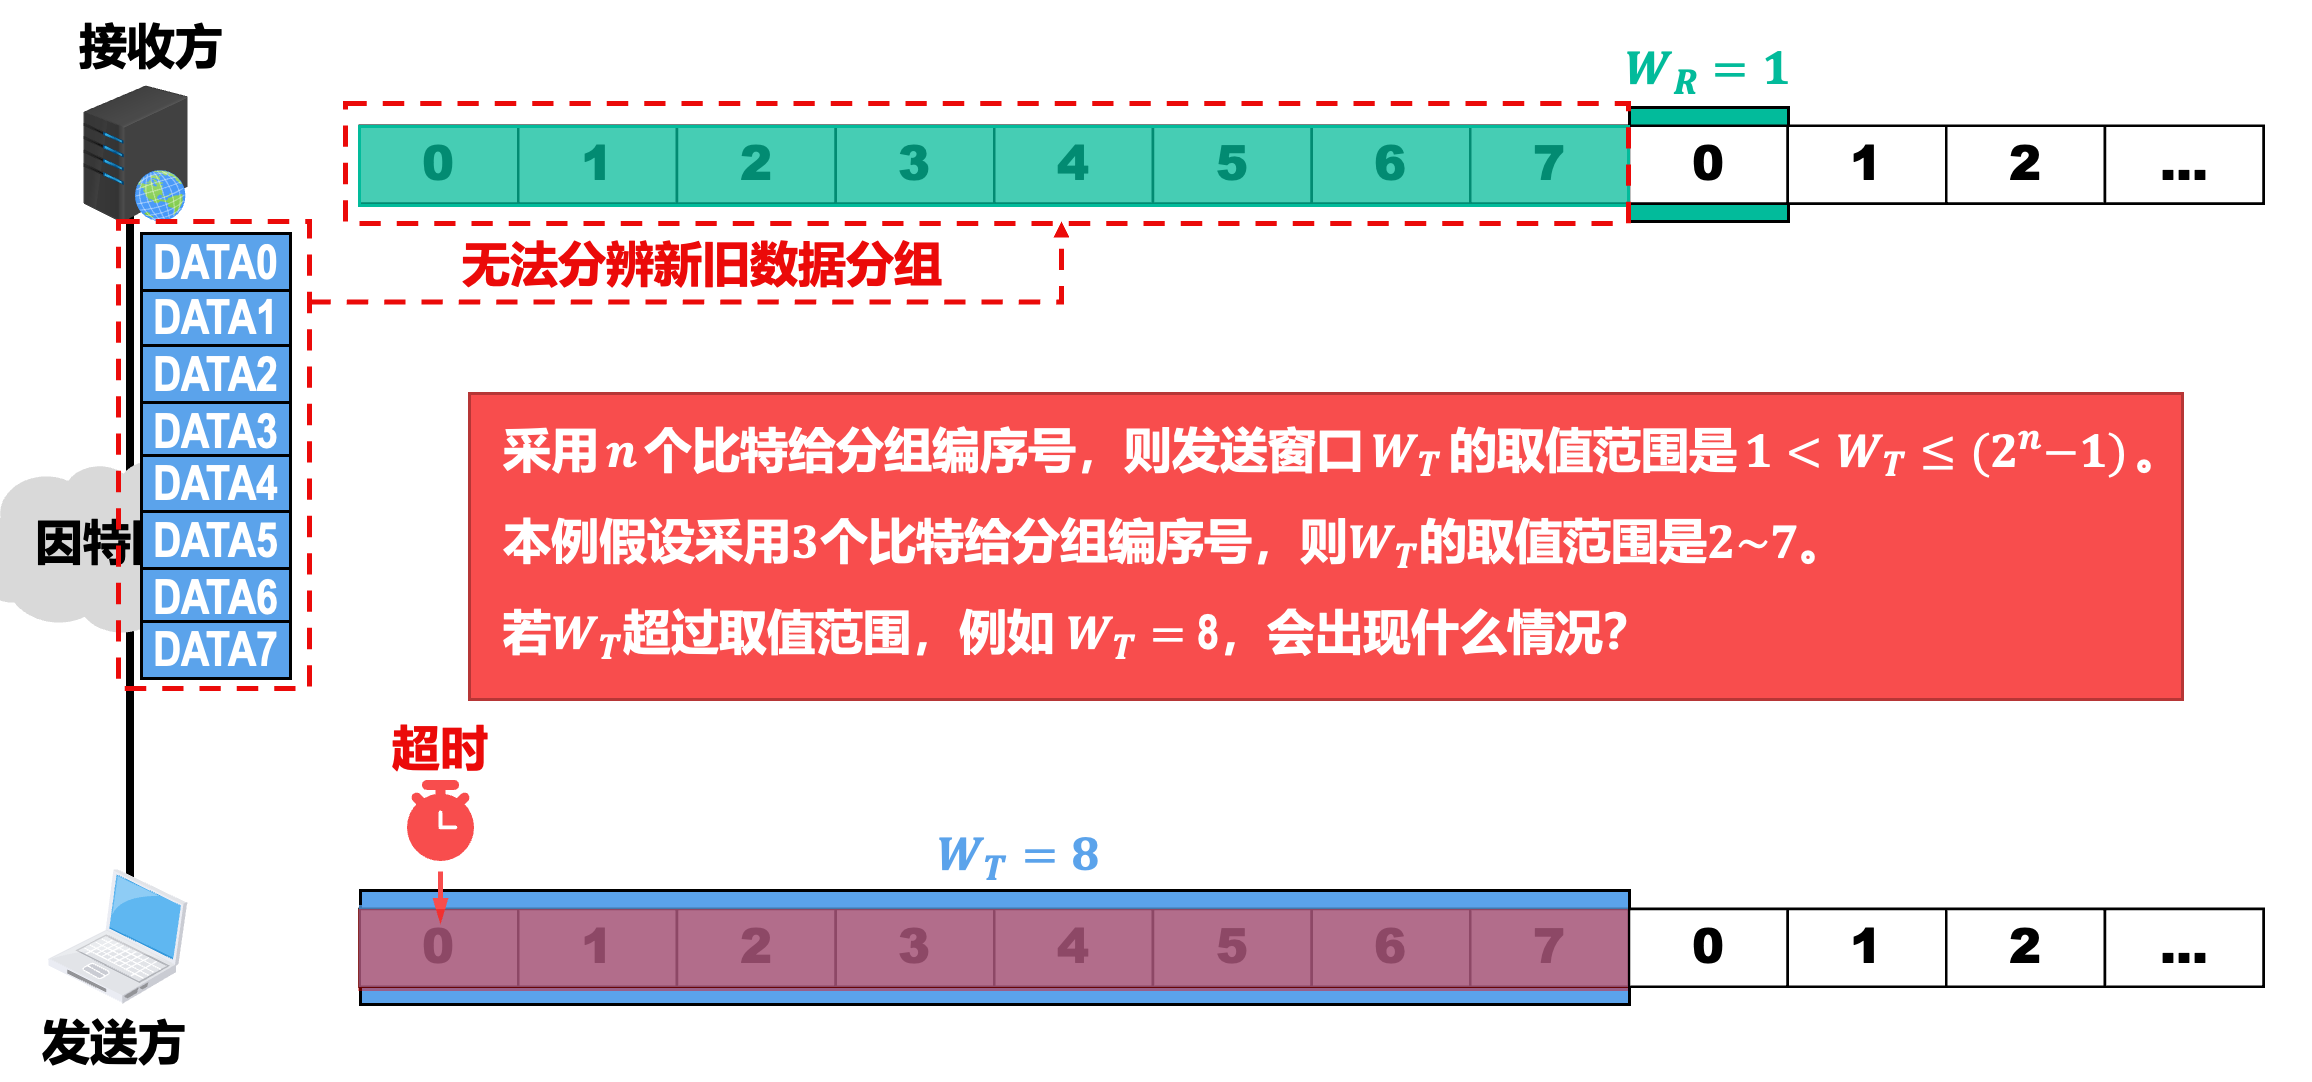 接收方
W_R = 1
0 1 2 3 4 5 6 7 0 1 2 ...
无法分辨新旧数据分组
DATA0
DATA1
DATA2
DATA3
DATA4
DATA5
DATA6
DATA7
因特
采用 n 个比特给分组编序号，则发送窗口 W_T 的取值范围是 1 < W_T ≤ (2^n−1) 。
本例假设采用3个比特给分组编序号，则W_T的取值范围是2~7。
若W_T超过取值范围，例如 W_T = 8，会出现什么情况？
超时
W_T = 8
0 1 2 3 4 5 6 7 0 1 2 ...
发送方